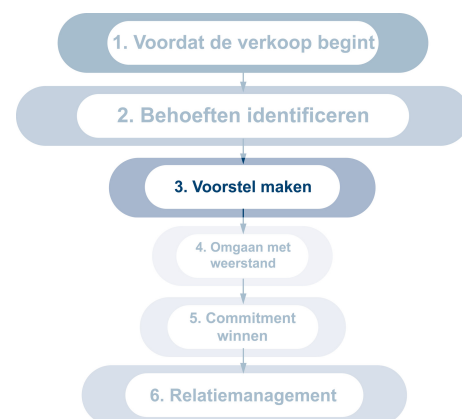 1. Voordat de verkoop begint
2. Behoeften identificeren
3. Voorstel maken
4. Omgaan met
weerstand
5. Commitment
winnen
6. Relatiemanagement